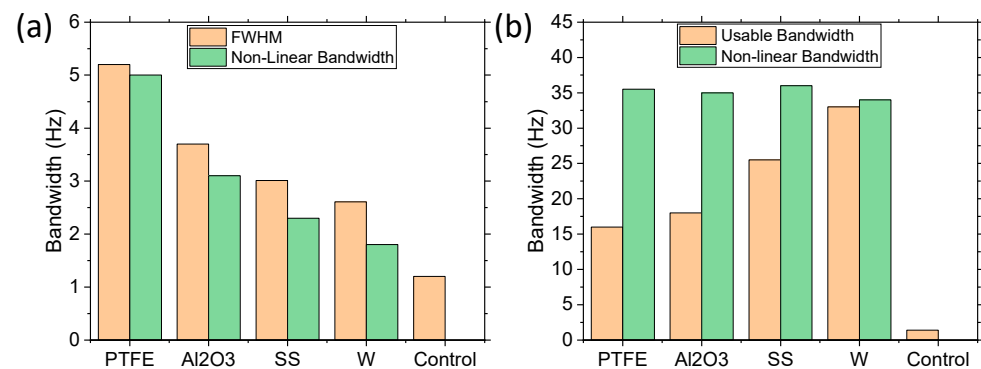 (a)
FWHM
Non-Linear Bandwidth
Bandwidth (Hz)
6
5
4
3
2
1
0
PTFE Al2O3 SS W Control
(b)
Usable Bandwidth
Non-linear Bandwidth
Bandwidth (Hz)
45
40
35
30
25
20
15
10
5
0
PTFE Al2O3 SS W Control